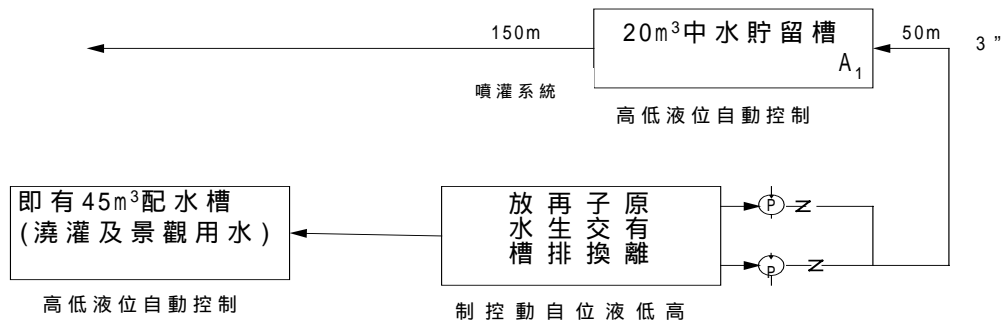 150m
20m³中水貯留槽
A₁
50m
3”
噴灌系統
高低液位自動控制
即有45m³配水槽
(澆灌及景觀用水)
原有離
子交換
再生排
放水槽
P
P
高低液位自動控制
制控動自位液低高